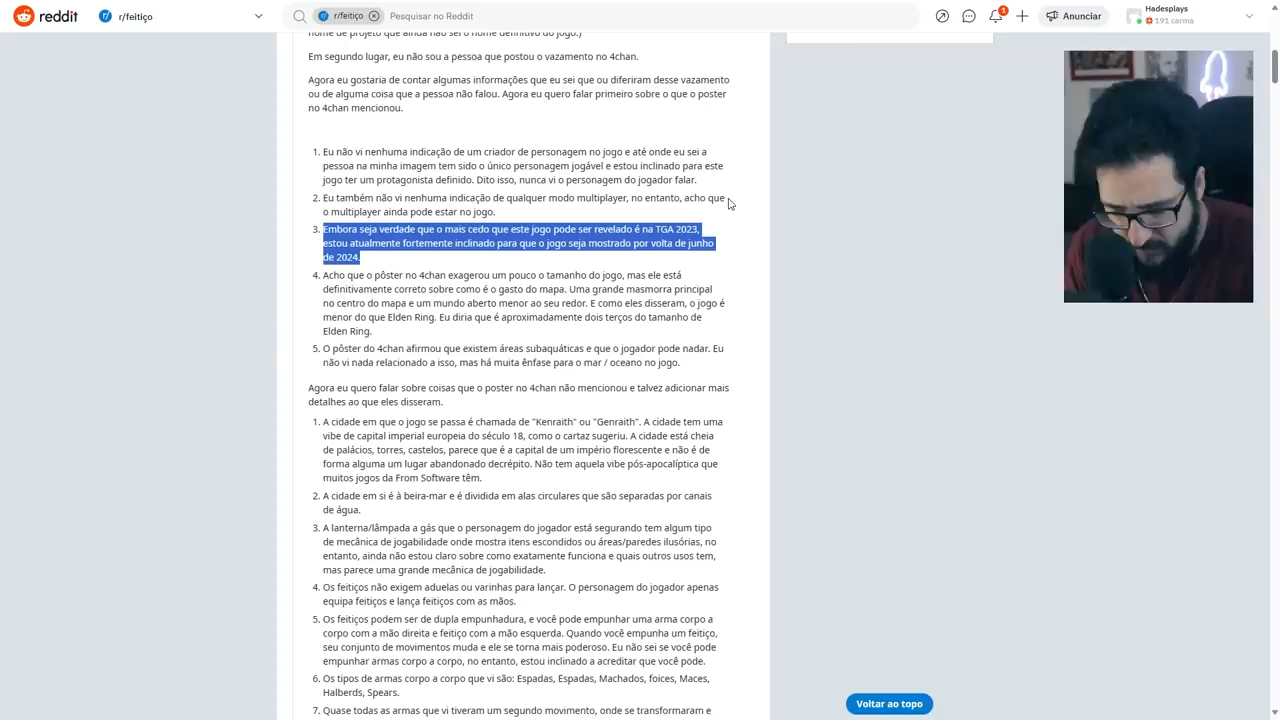 reddit
r/feitiço
r/feitiço
Pesquisar no Reddit
1
Anunciar
Hadesplays
191 carma
nome de projeto que ainda não sei o nome definitivo do jogo.)
Em segundo lugar, eu não sou a pessoa que postou o vazamento no 4chan.
Agora eu gostaria de contar algumas informações que eu sei que ou diferiram desse vazamento
ou de alguma coisa que a pessoa não falou. Agora eu quero falar primeiro sobre o que o poster
no 4chan mencionou.
1. Eu não vi nenhuma indicação de um criador de personagem no jogo e até onde eu sei a
pessoa na minha imagem tem sido o único personagem jogável e estou inclinado para este
jogo ter um protagonista definido. Dito isso, nunca vi o personagem do jogador falar.
2. Eu também não vi nenhuma indicação de qualquer modo multiplayer, no entanto, acho que
o multiplayer ainda pode estar no jogo.
3. Embora seja verdade que o mais cedo que este jogo pode ser revelado é na TGA 2023,
estou atualmente fortemente inclinado para que o jogo seja mostrado por volta de junho
de 2024.
4. Acho que o pôster no 4chan exagerou um pouco o tamanho do jogo, mas ele está
definitivamente correto sobre como é o gasto do mapa. Uma grande masmorra principal
no centro do mapa e um mundo aberto menor ao seu redor. E como eles disseram, o jogo é
menor do que Elden Ring. Eu diria que é aproximadamente dois terços do tamanho de
Elden Ring.
5. O pôster do 4chan afirmou que existem áreas subaquáticas e que o jogador pode nadar. Eu
não vi nada relacionado a isso, mas há muita ênfase para o mar / oceano no jogo.
Agora eu quero falar sobre coisas que o poster no 4chan não mencionou e talvez adicionar mais
detalhes ao que eles disseram.
1. A cidade em que o jogo se passa é chamada de "Kenraith" ou "Genraith". A cidade tem uma
vibe de capital imperial europeia do século 18, como o cartaz sugeriu. A cidade está cheia
de palácios, torres, castelos, parece que é a capital de um império florescente e não é de
forma alguma um lugar abandonado decrépito. Não tem aquela vibe pós-apocalíptica que
muitos jogos da From Software têm.
2. A cidade em si é à beira-mar e é dividida em alas circulares que são separadas por canais
de água.
3. A lanterna/lâmpada a gás que o personagem do jogador está segurando tem algum tipo
de mecânica de jogabilidade onde mostra itens escondidos ou áreas/paredes ilusórias, no
entanto, ainda não estou claro sobre como exatamente funciona e quais outros usos tem,
mas parece uma grande mecânica de jogabilidade.
4. Os feitiços não exigem aduelas ou varinhas para lançar. O personagem do jogador apenas
equipa feitiços e lança feitiços com as mãos.
5. Os feitiços podem ser de dupla empunhadura, e você pode empunhar uma arma corpo a
corpo com a mão direita e feitiço com a mão esquerda. Quando você empunha um feitiço,
seu conjunto de movimentos muda e ele se torna mais poderoso. Eu não sei se você pode
empunhar armas corpo a corpo, no entanto, estou inclinado a acreditar que você pode.
6. Os tipos de armas corpo a corpo que vi são: Espadas, Espadas, Machados, foices, Maces,
Halberds, Spears.
7. Quase todas as armas que vi tiveram um segundo movimento, onde se transformaram e
Voltar ao topo